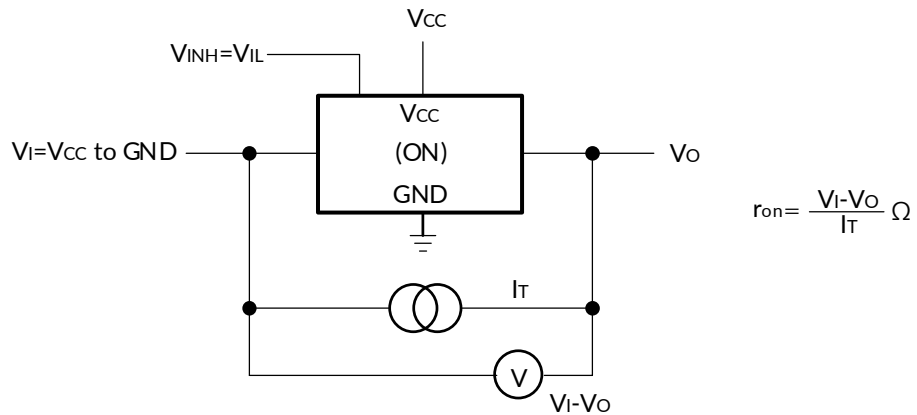 VCC
VINH=VIL
VCC
VI=VCC to GND
(ON)
VO
GND
ron= VI-VO / IT Ω
IT
V
VI-VO